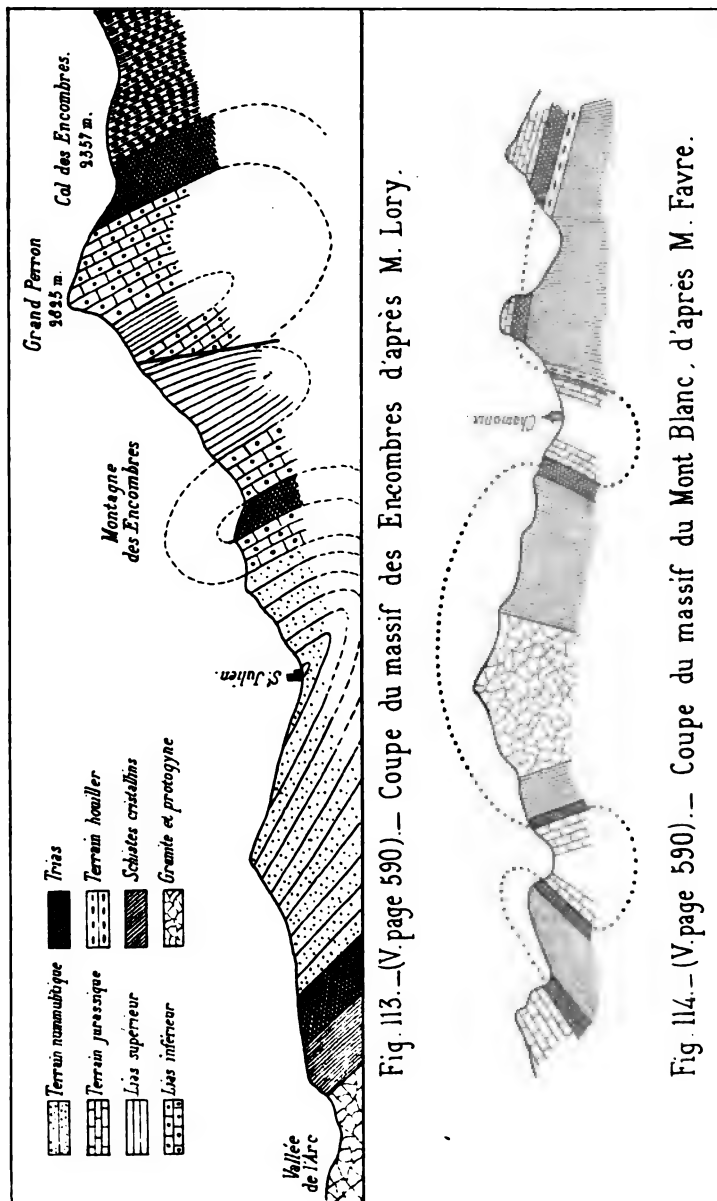 Vallée
de l'Arc
St Julien.
Montagne
des Encombres
Grand Perron
2825 m.
Col des Encombres.
2357 m.
Terrain nummulitique
Terrain jurassique
Lias supérieur
Lias inférieur
Trias
Terrain houiller
Schistes cristallins
Granite et protogyne
Fig. 113.—(V. page 590).— Coupe du massif des Encombres d'après M. Lory.
Chamonix
Fig. 114.—(V. page 590).— Coupe du massif du Mont Blanc, d'après M. Favre.